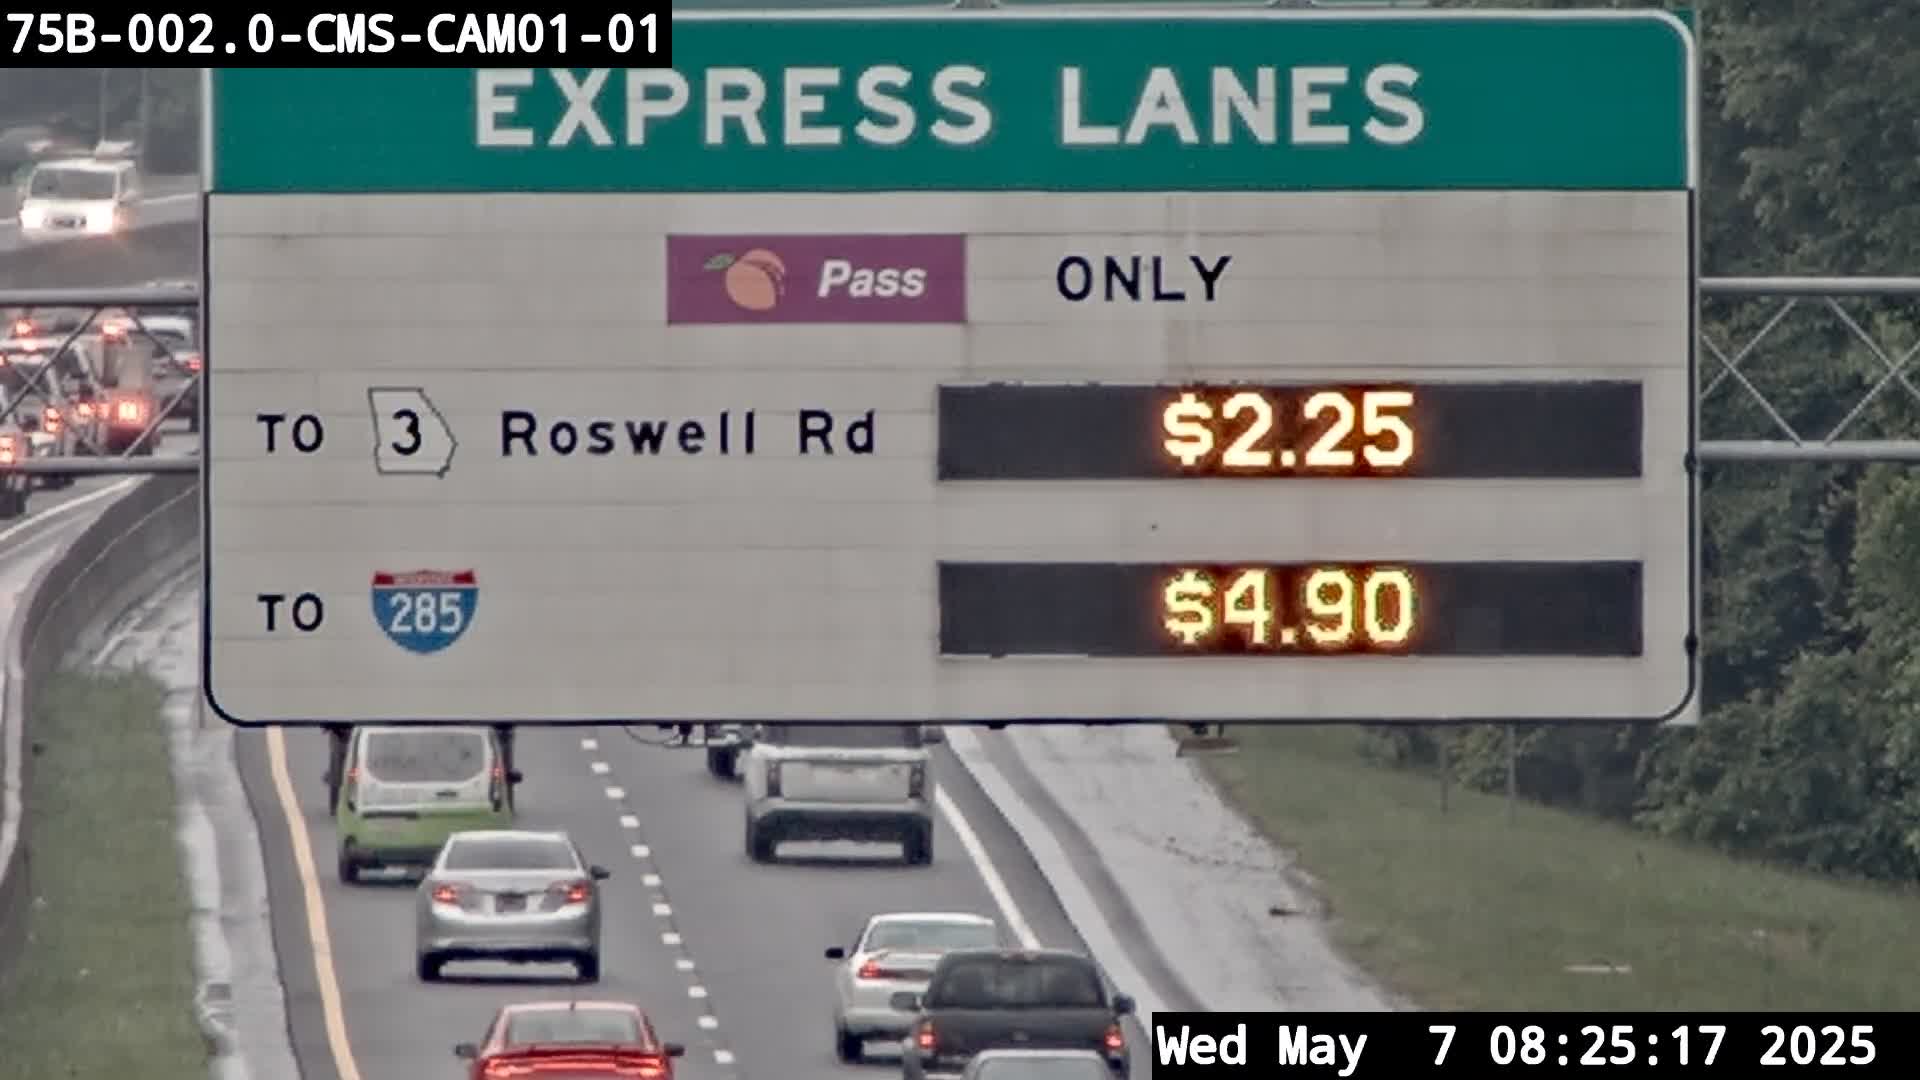 75B-002.0-CMS-CAM01-01
EXPRESS LANES
Pass ONLY
TO 3 Roswell Rd $2.25
TO INTERSTATE 285 $4.90
Wed May 7 08:25:17 2025